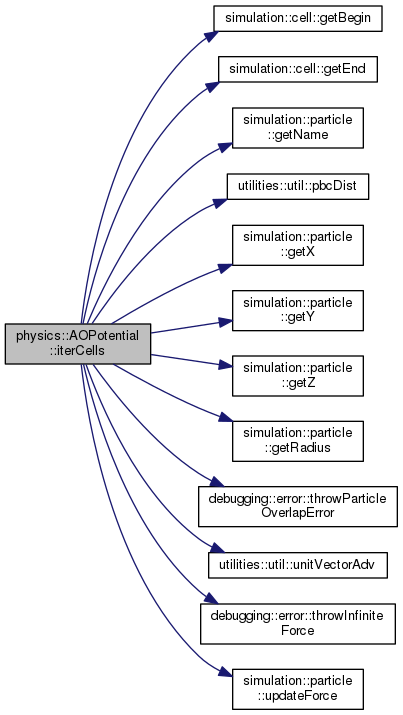 simulation::cell::getBegin
simulation::cell::getEnd
simulation::particle
::getName
utilities::util::pbcDist
simulation::particle
::getX
simulation::particle
::getY
physics::AOPotential
::iterCells
simulation::particle
::getZ
simulation::particle
::getRadius
debugging::error::throwParticle
OverlapError
utilities::util::unitVectorAdv
debugging::error::throwInfinite
Force
simulation::particle
::updateForce